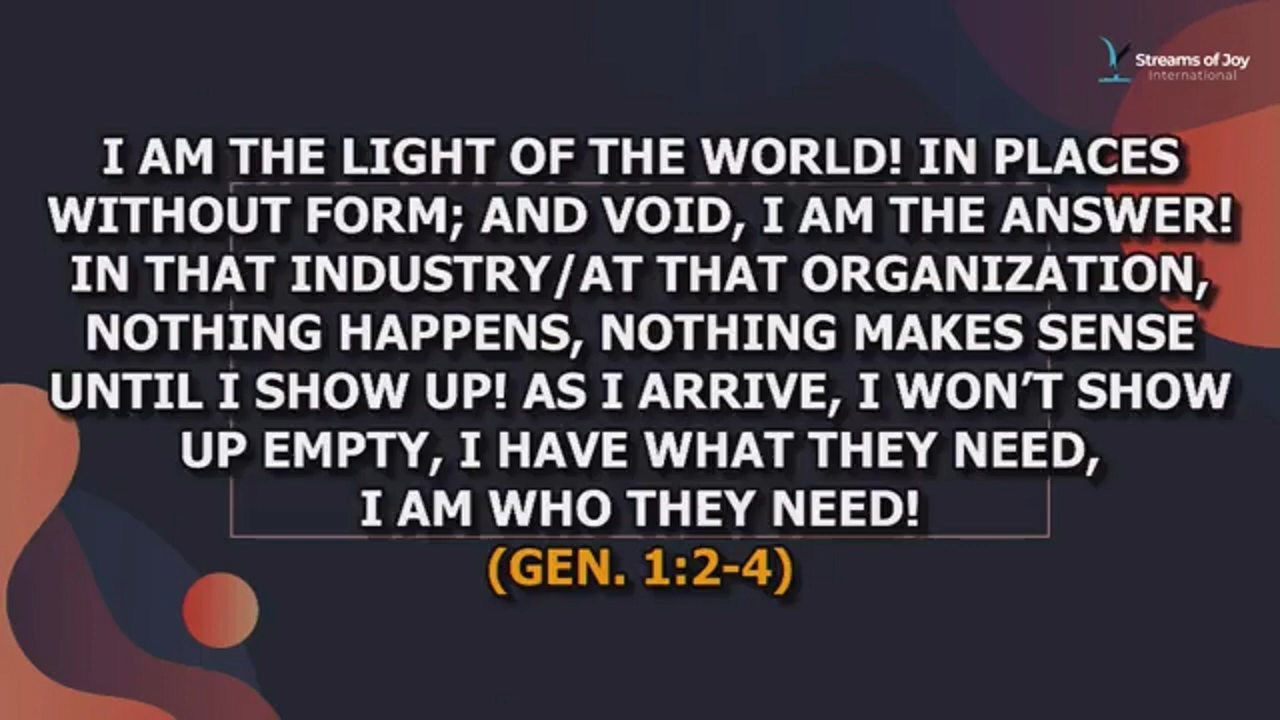 Streams of Joy
International
I AM THE LIGHT OF THE WORLD! IN PLACES
WITHOUT FORM; AND VOID, I AM THE ANSWER!
IN THAT INDUSTRY/AT THAT ORGANIZATION,
NOTHING HAPPENS, NOTHING MAKES SENSE
UNTIL I SHOW UP! AS I ARRIVE, I WON’T SHOW
UP EMPTY, I HAVE WHAT THEY NEED,
I AM WHO THEY NEED!
(GEN. 1:2-4)